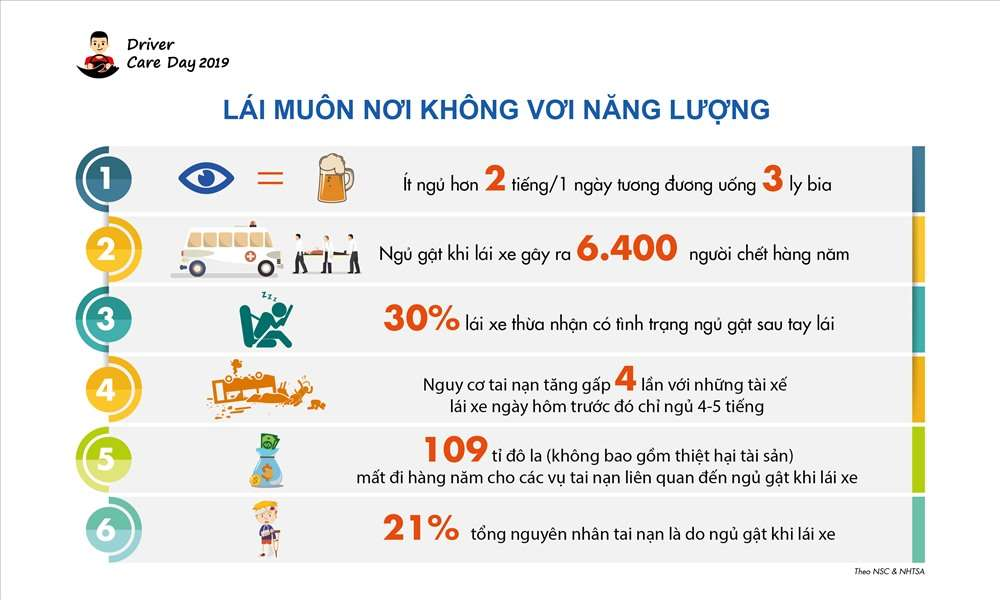 Driver
Care Day 2019
LÁI MUÔN NƠI KHÔNG VƠI NĂNG LƯỢNG
1
Ít ngủ hơn 2 tiếng/1 ngày tương đương uống 3 ly bia
2
Ngủ gật khi lái xe gây ra 6.400 người chết hàng năm
3
zzz
30% lái xe thừa nhận có tình trạng ngủ gật sau tay lái
4
Nguy cơ tai nạn tăng gấp 4 lần với những tài xế
lái xe ngày hôm trước đó chỉ ngủ 4-5 tiếng
5
109 tỉ đô la (không bao gồm thiệt hại tài sản)
mất đi hàng năm cho các vụ tai nạn liên quan đến ngủ gật khi lái xe
6
21% tổng nguyên nhân tai nạn là do ngủ gật khi lái xe
Theo NSC & NHTSA